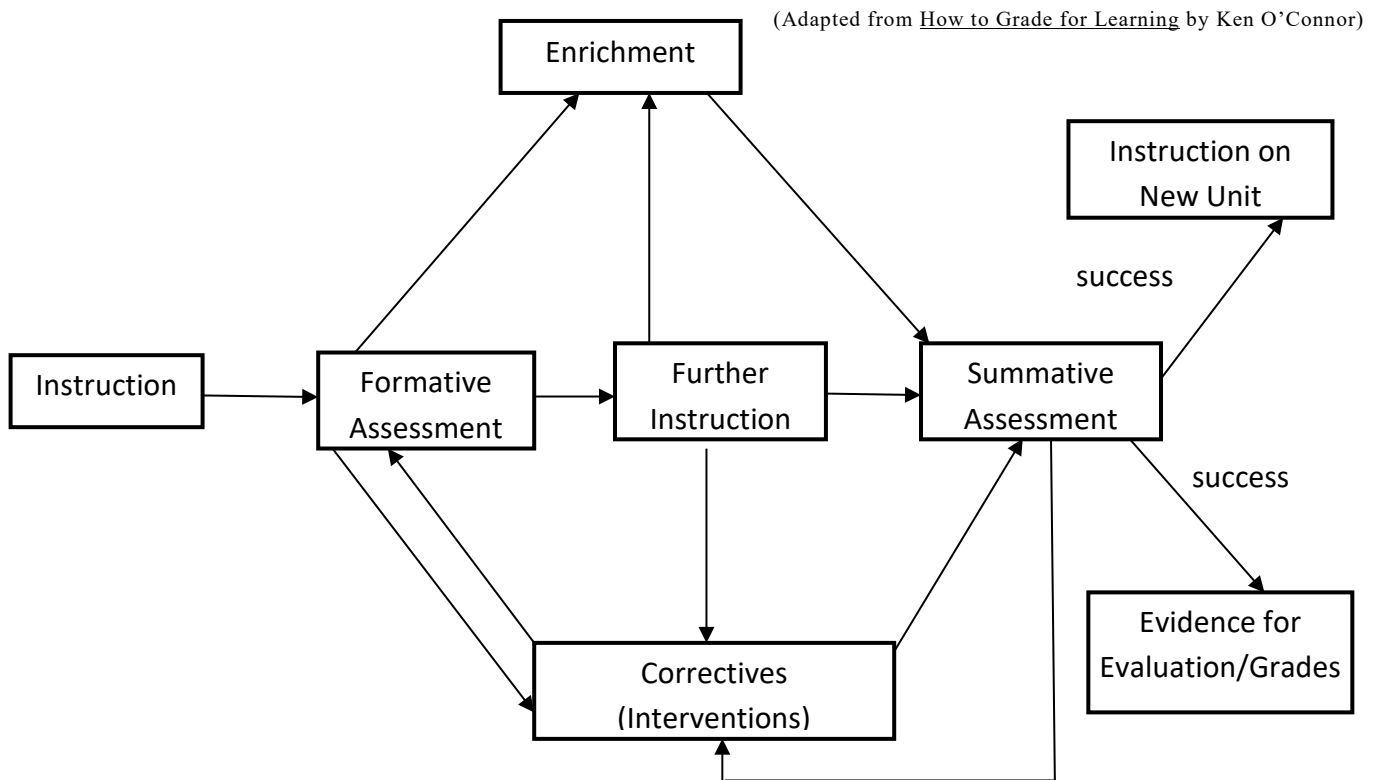 (Adapted from How to Grade for Learning by Ken O’Connor)
Enrichment
Instruction on
New Unit
success
Instruction
Formative
Assessment
Further
Instruction
Summative
Assessment
success
Evidence for
Evaluation/Grades
Correctives
(Interventions)